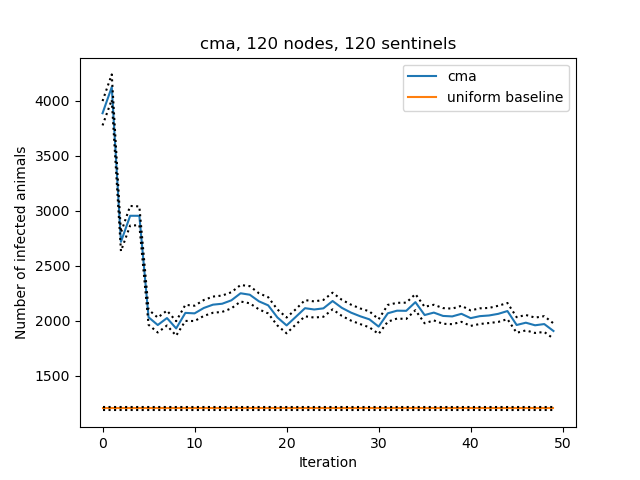 cma, 120 nodes, 120 sentinels
cma
uniform baseline
Number of infected animals
4000
3500
3000
2500
2000
1500
0
10
20
30
40
50
Iteration